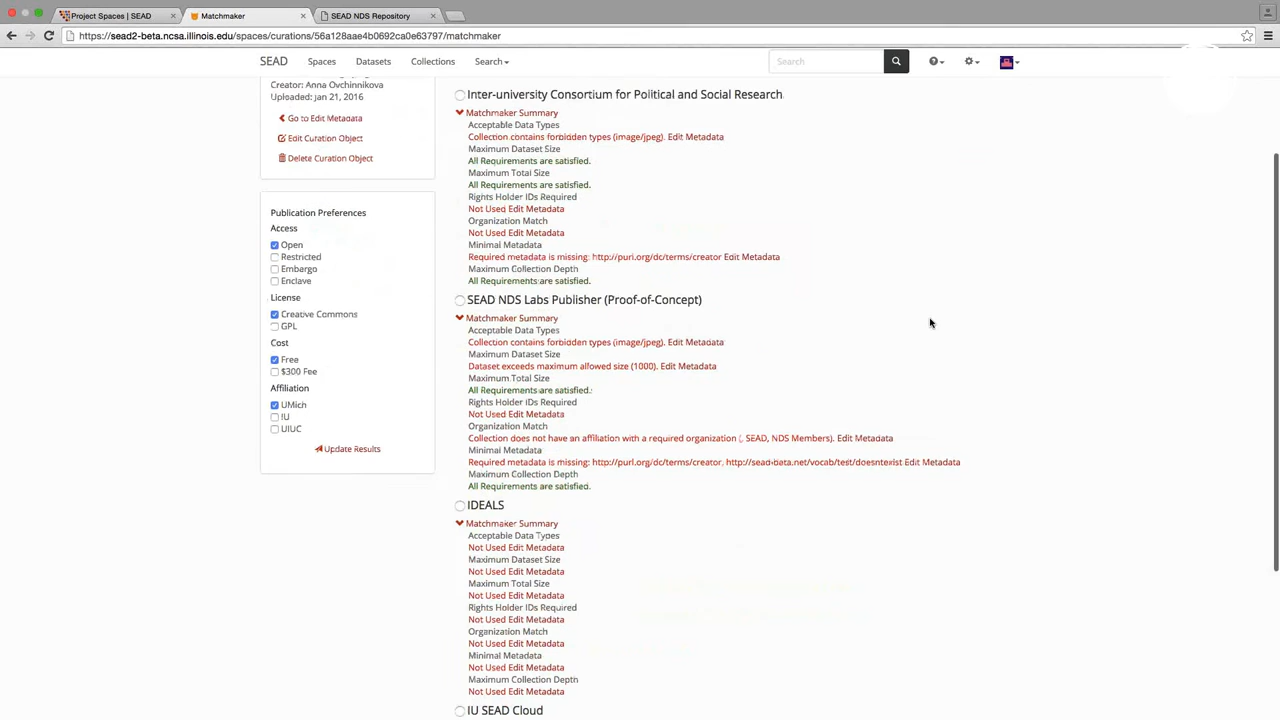 Project Spaces | SEAD
Matchmaker
SEAD NDS Repository
https://sead2-beta.ncsa.illinois.edu/spaces/curations/56a128aae4b0692ca0e63797/matchmaker
SEAD Spaces Datasets Collections Search
Search
Creator: Anna Ovchinnikova
Uploaded: Jan 21, 2016
Go to Edit Metadata
Edit Curation Object
Delete Curation Object
Publication Preferences
Access
Open
Restricted
Embargo
Enclave
License
Creative Commons
GPL
Cost
Free
$300 Fee
Affiliation
UMich
IU
UIUC
Update Results
Inter-university Consortium for Political and Social Research
Matchmaker Summary
Acceptable Data Types
Collection contains forbidden types (image/jpeg). Edit Metadata
Maximum Dataset Size
All Requirements are satisfied.
Maximum Total Size
All Requirements are satisfied.
Rights Holder IDs Required
Not Used Edit Metadata
Organization Match
Not Used Edit Metadata
Minimal Metadata
Required metadata is missing: http://purl.org/dc/terms/creator Edit Metadata
Maximum Collection Depth
All Requirements are satisfied.
SEAD NDS Labs Publisher (Proof-of-Concept)
Matchmaker Summary
Acceptable Data Types
Collection contains forbidden types (image/jpeg). Edit Metadata
Maximum Dataset Size
Dataset exceeds maximum allowed size (1000). Edit Metadata
Maximum Total Size
All Requirements are satisfied.
Rights Holder IDs Required
Not Used Edit Metadata
Organization Match
Collection does not have an affiliation with a required organization (, SEAD, NDS Members). Edit Metadata
Minimal Metadata
Required metadata is missing: http://purl.org/dc/terms/creator, http://sead-data.net/vocab/test/doesntexist Edit Metadata
Maximum Collection Depth
All Requirements are satisfied.
IDEALS
Matchmaker Summary
Acceptable Data Types
Not Used Edit Metadata
Maximum Dataset Size
Not Used Edit Metadata
Maximum Total Size
Not Used Edit Metadata
Rights Holder IDs Required
Not Used Edit Metadata
Organization Match
Not Used Edit Metadata
Minimal Metadata
Not Used Edit Metadata
Maximum Collection Depth
Not Used Edit Metadata
IU SEAD Cloud